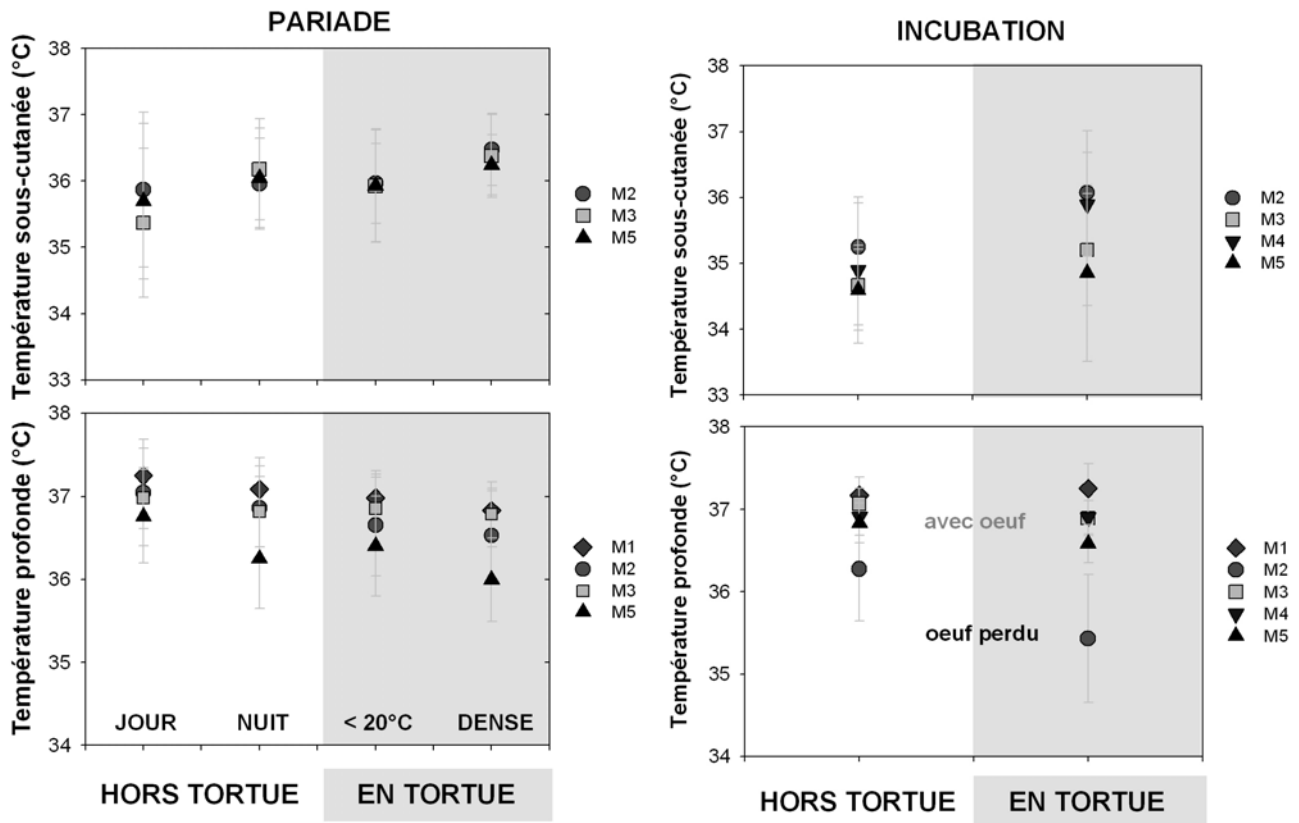 PARIADE
Température sous-cutanée (°C)
38
37
36
35
34
33
M2
M3
M5
Température profonde (°C)
38
37
36
35
34
M1
M2
M3
M5
JOUR NUIT < 20°C DENSE
HORS TORTUE EN TORTUE
INCUBATION
Température sous-cutanée (°C)
38
37
36
35
34
33
M2
M3
M4
M5
Température profonde (°C)
38
37
36
35
34
avec oeuf
oeuf perdu
M1
M2
M3
M4
M5
HORS TORTUE EN TORTUE